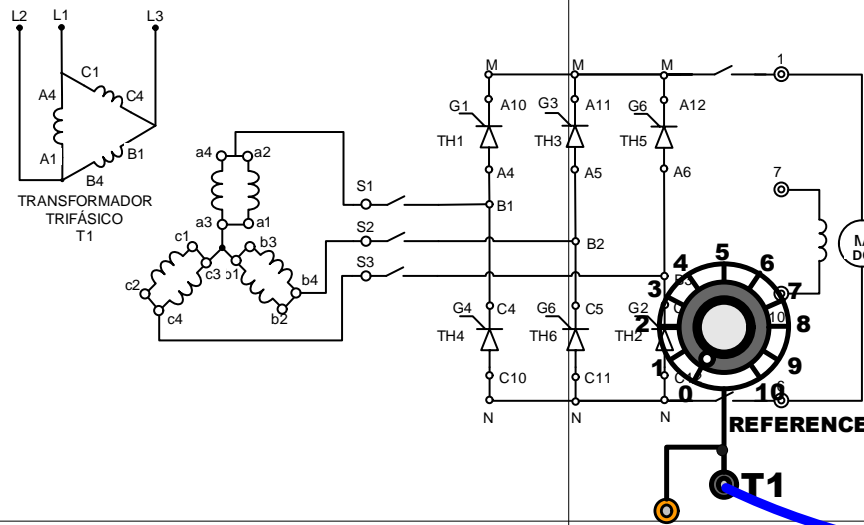 L2 L1 L3
C1
A4 C4
A1 B1
B4
TRANSFORMADOR
TRIFÁSICO
T1
a4 a2
a3 a1
c1 b3
c3 b1 b4
c2
c4 b2
S1
S2
S3
M M M 1
G1 A10 G3 A11 G6 A12
TH1 TH3 TH5
A4 A5 A6 7
B1
B2
M
DC
G4 C4 G6 C5 G2
TH4 TH6 TH2
10
C10 C11
N N N
0 1 2 3 4 5 6 7 8 9 10
REFERENCE
T1